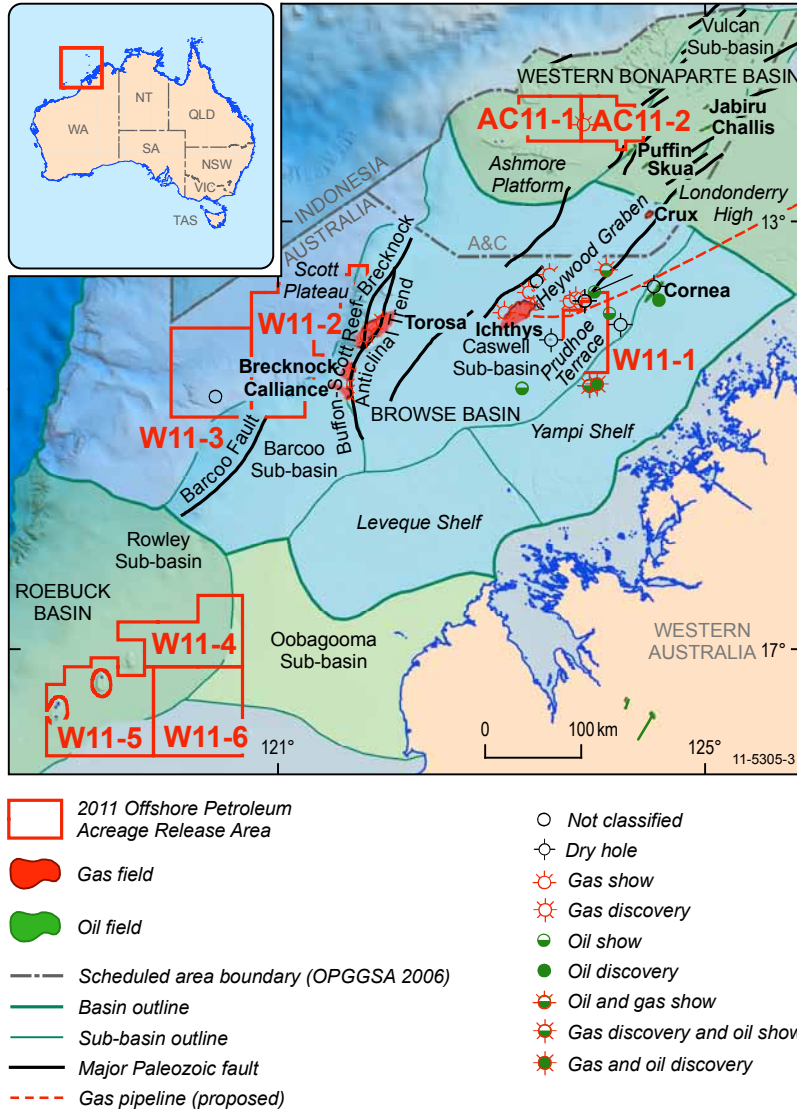 NT
QLD
WA
SA
NSW
VIC
TAS
Vulcan
Sub-basin
WESTERN BONAPARTE BASIN
AC11-1
AC11-2
Jabiru
Challis
Puffin
Skua
Ashmore
Platform
Londonderry
High
INDONESIA
AUSTRALIA
13°
Crux
A&C
Heywood Graben
Scott
Plateau
W11-2
Buffon Scott Reef-Brecknock
Anticlinal Trend
Torosa
Ichthys
Cornea
Caswell
Sub-basin
Prudhoe
Terrace
W11-1
Brecknock
Calliance
BROWSE BASIN
W11-3
Barcoo Fault
Barcoo
Sub-basin
Yampi Shelf
Leveque Shelf
Rowley
Sub-basin
ROEBUCK
BASIN
W11-4
Oobagooma
Sub-basin
WESTERN
AUSTRALIA
17°
W11-5
W11-6
0
100 km
121°
125°
11-5305-3
2011 Offshore Petroleum
Acreage Release Area
Gas field
Oil field
Scheduled area boundary (OPGGSA 2006)
Basin outline
Sub-basin outline
Major Paleozoic fault
Gas pipeline (proposed)
Not classified
Dry hole
Gas show
Gas discovery
Oil show
Oil discovery
Oil and gas show
Gas discovery and oil show
Gas and oil discovery